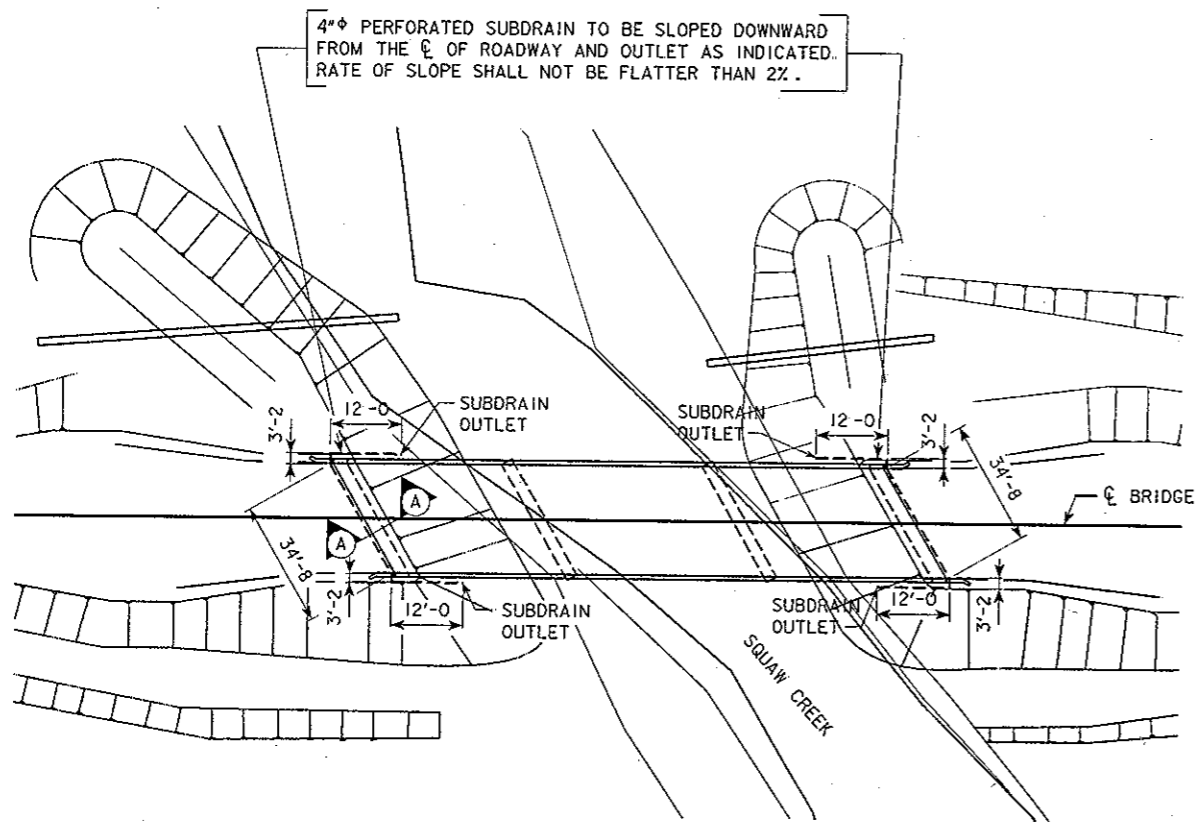 4"φ PERFORATED SUBDRAIN TO BE SLOPED DOWNWARD
FROM THE ℄ OF ROADWAY AND OUTLET AS INDICATED.
RATE OF SLOPE SHALL NOT BE FLATTER THAN 2%.
12'-0
SUBDRAIN
OUTLET
3'-2
SUBDRAIN
OUTLET
12'-0
3'-2
34'-8
℄ BRIDGE
A
A
34'-8
3'-2
12'-0
SUBDRAIN
OUTLET
SUBDRAIN
OUTLET
12'-0
3'-2
SQUAW CREEK